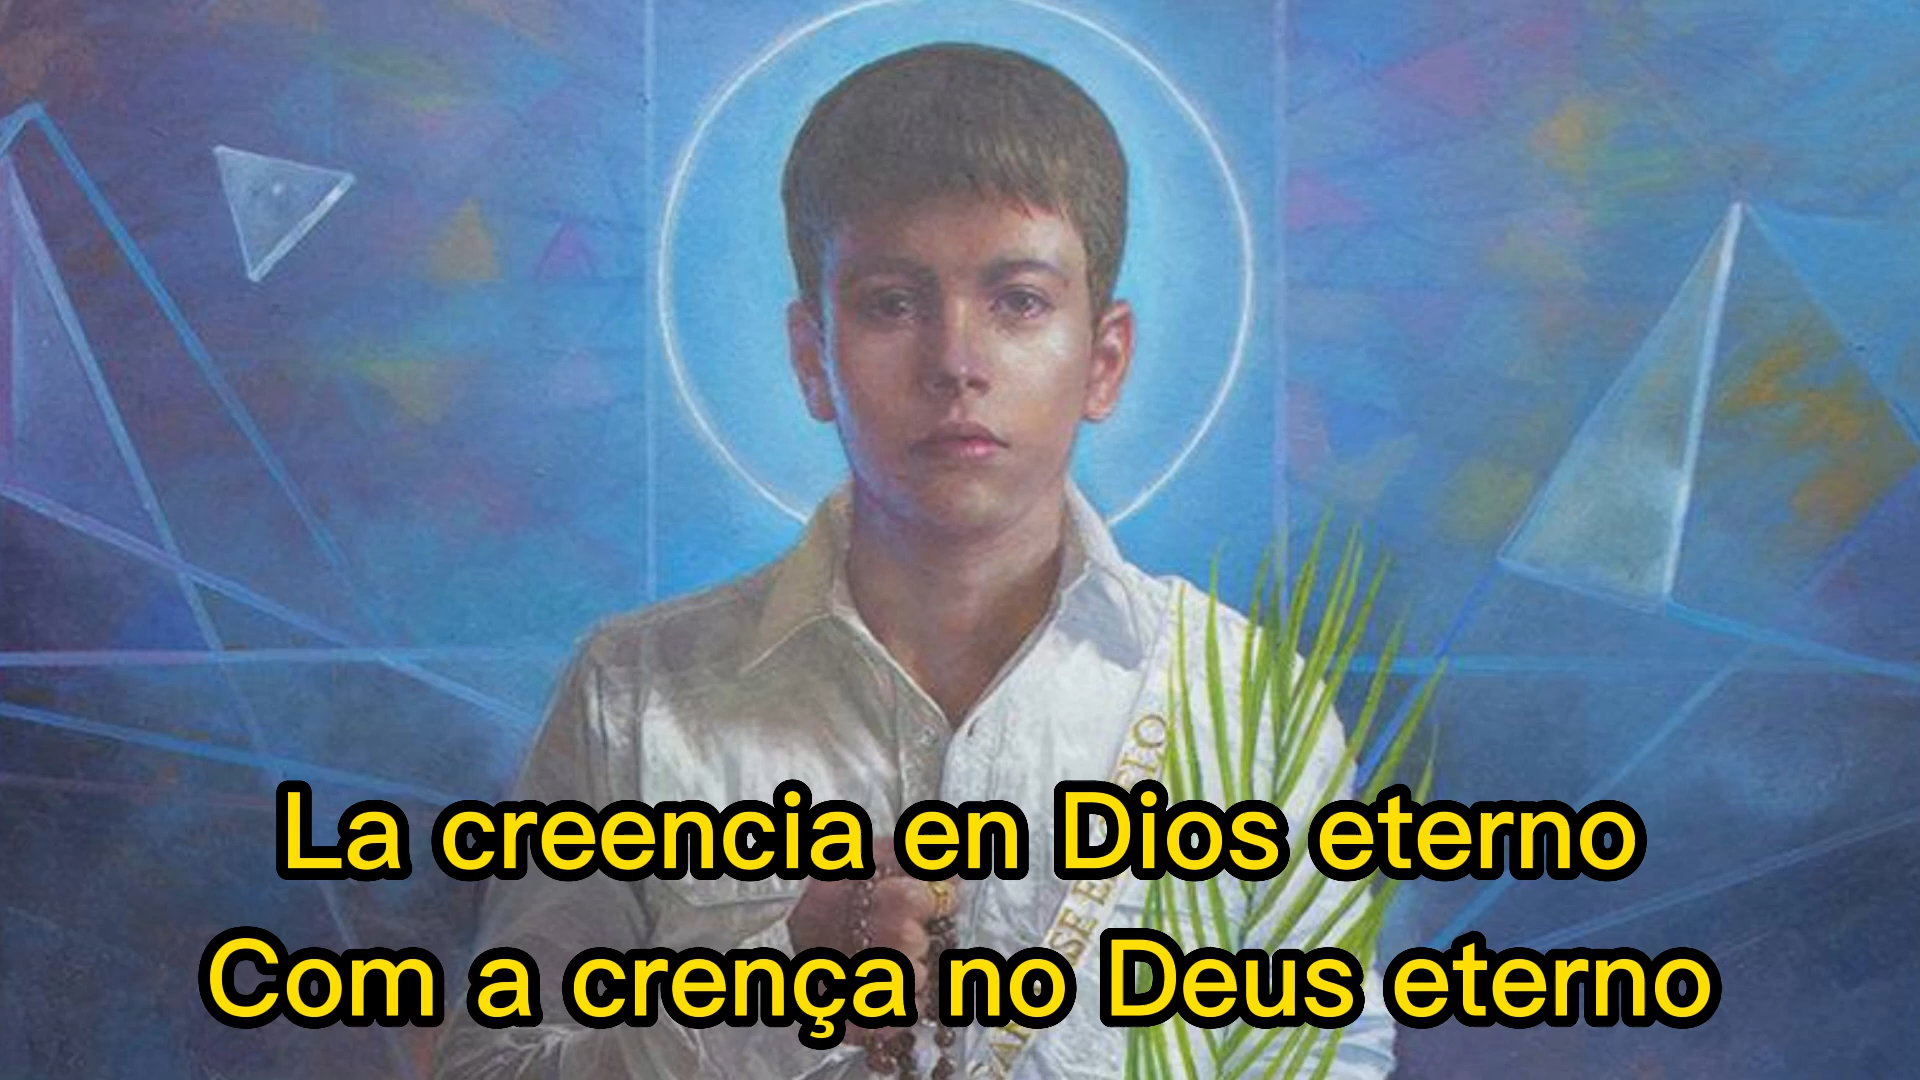 La creencia en Dios eterno
Com a crença no Deus eterno